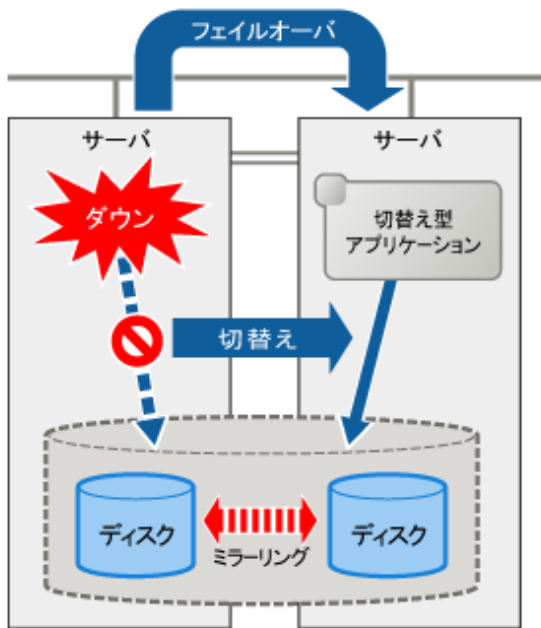 フェイルオーバ
サーバ
サーバ
ダウン
切替え型
アプリケーション
切替え
ディスク
ディスク
ミラーリング